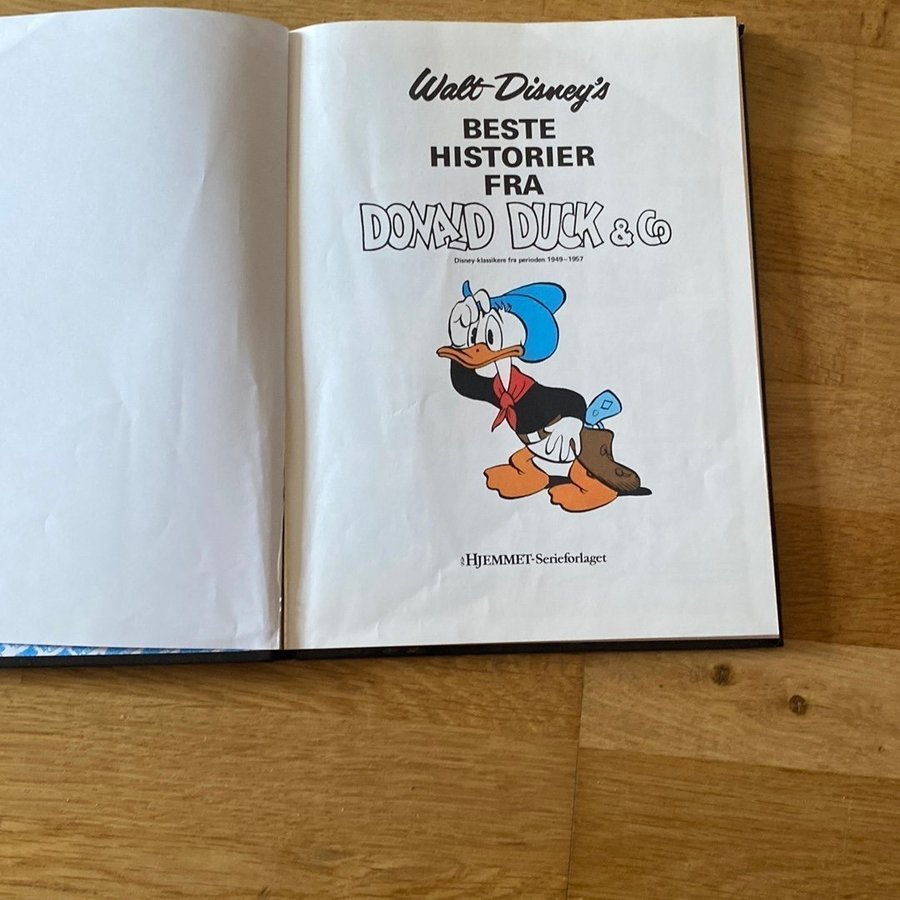 Walt Disney's
BESTE
HISTORIER
FRA
DONALD DUCK & CO
Disney-klassikere fra perioden 1949–1957
A/S HJEMMET-Serieforlaget